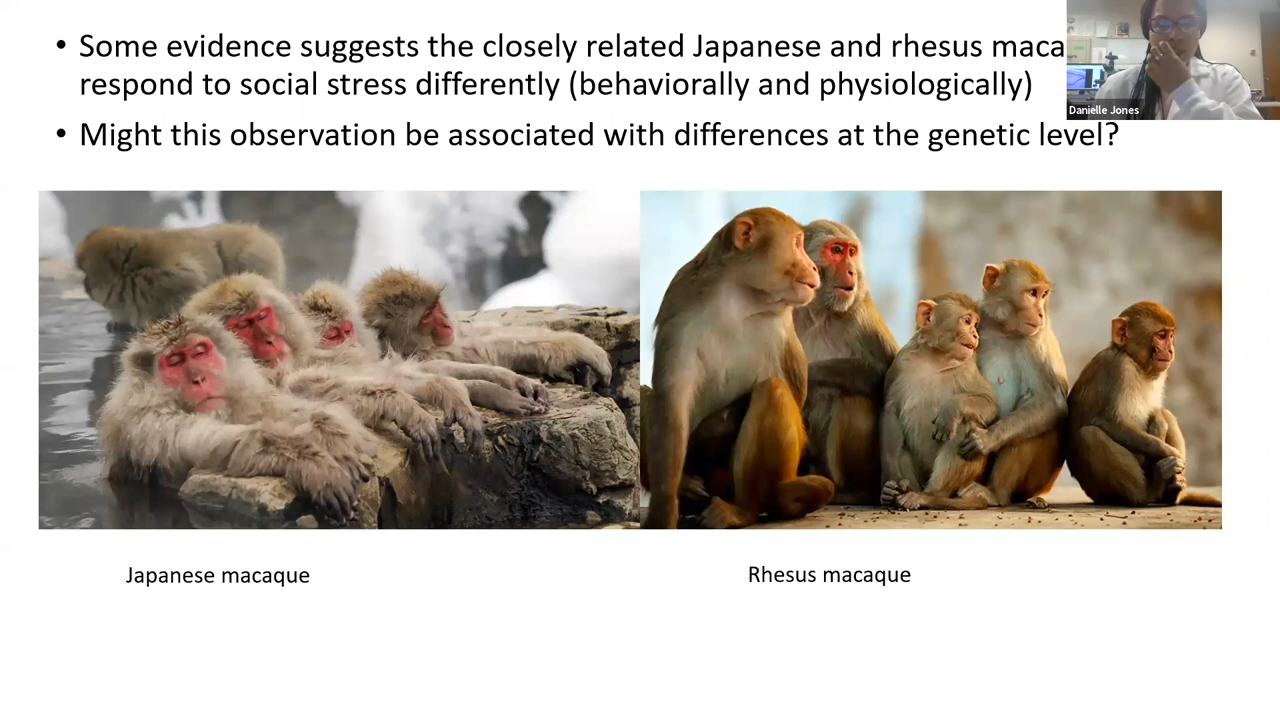 • Some evidence suggests the closely related Japanese and rhesus
respond to social stress differently (behaviorally and physiologically)
• Might this observation be associated with differences at the genetic level?
Danielle Jones
Japanese macaque
Rhesus macaque